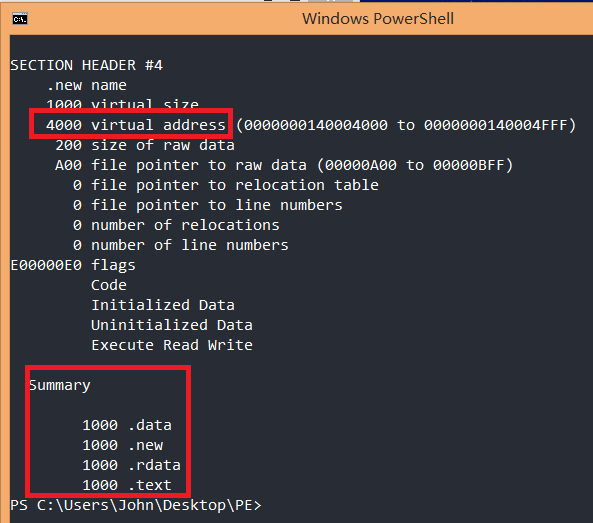 Windows PowerShell
SECTION HEADER #4
.new name
1000 virtual size
4000 virtual address (0000000140004000 to 0000000140004FFF)
200 size of raw data
A00 file pointer to raw data (00000A00 to 00000BFF)
0 file pointer to relocation table
0 file pointer to line numbers
0 number of relocations
0 number of line numbers
E00000E0 flags
Code
Initialized Data
Uninitialized Data
Execute Read Write
Summary
1000 .data
1000 .new
1000 .rdata
1000 .text
PS C:\Users\John\Desktop\PE>